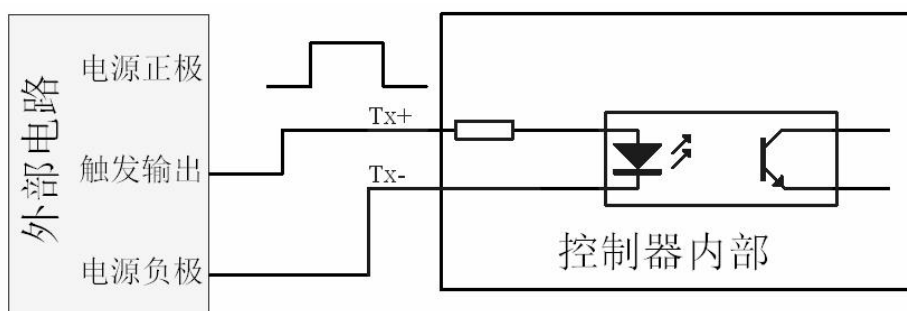 外部电路
电源正极
触发输出
电源负极
Tx+
Tx-
控制器内部